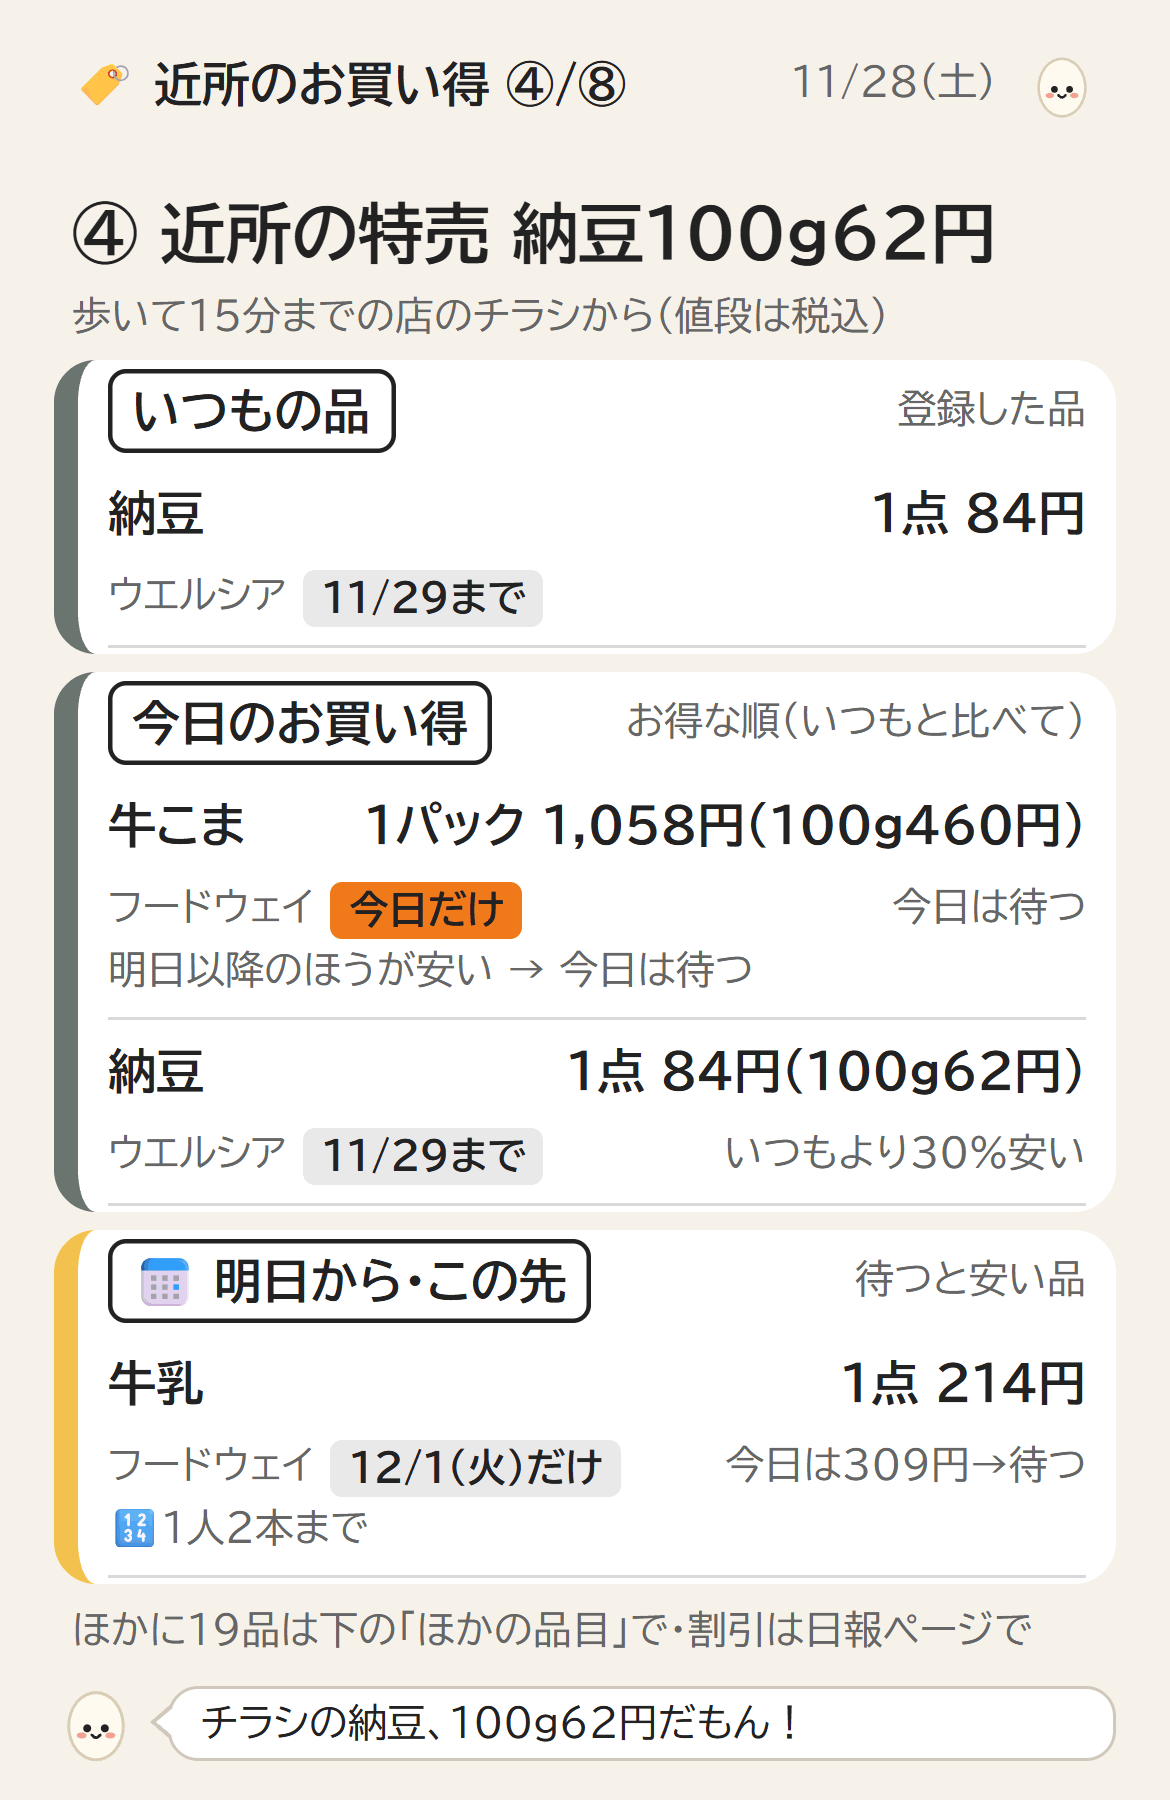 近所のお買い得 ④/⑧ 11/28(土)
④ 近所の特売 納豆100g62円
歩いて15分までの店のチラシから(値段は税込)
いつもの品 登録した品
納豆 1点 84円
ウエルシア 11/29まで
今日のお買い得 お得な順(いつもと比べて)
牛こま 1パック 1,058円(100g460円)
フードウェイ 今日だけ 今日は待つ
明日以降のほうが安い → 今日は待つ
納豆 1点 84円(100g62円)
ウエルシア 11/29まで いつもより30%安い
明日から・この先 待つと安い品
牛乳 1点 214円
フードウェイ 12/1(火)だけ 今日は309円→待つ
🔢1人2本まで
ほかに19品は下の「ほかの品目」で・割引は日報ページで
チラシの納豆、100g62円だもん！